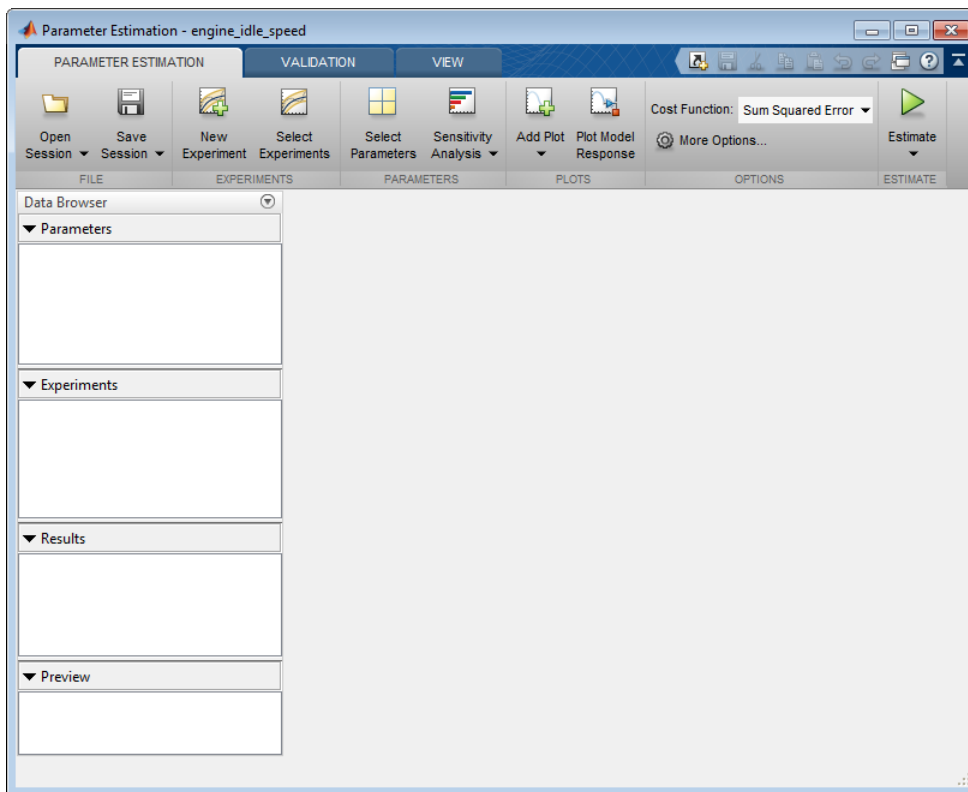 Parameter Estimation - engine_idle_speed
PARAMETER ESTIMATION VALIDATION VIEW
Open Session Save Session New Experiment Select Experiments Select Parameters Sensitivity Analysis Add Plot Plot Model Response Cost Function: Sum Squared Error Estimate
More Options...
FILE EXPERIMENTS PARAMETERS PLOTS OPTIONS ESTIMATE
Data Browser
Parameters
Experiments
Results
Preview